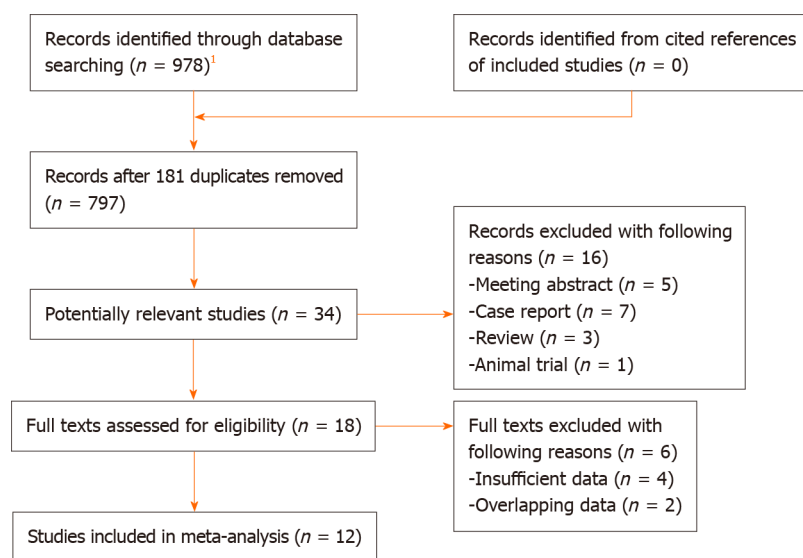 Records identified through database
searching (n = 978)1
Records identified from cited references
of included studies (n = 0)
Records after 181 duplicates removed
(n = 797)
Records excluded with following
reasons (n = 16)
-Meeting abstract (n = 5)
-Case report (n = 7)
-Review (n = 3)
-Animal trial (n = 1)
Potentially relevant studies (n = 34)
Full texts assessed for eligibility (n = 18)
Full texts excluded with
following reasons (n = 6)
-Insufficient data (n = 4)
-Overlapping data (n = 2)
Studies included in meta-analysis (n = 12)